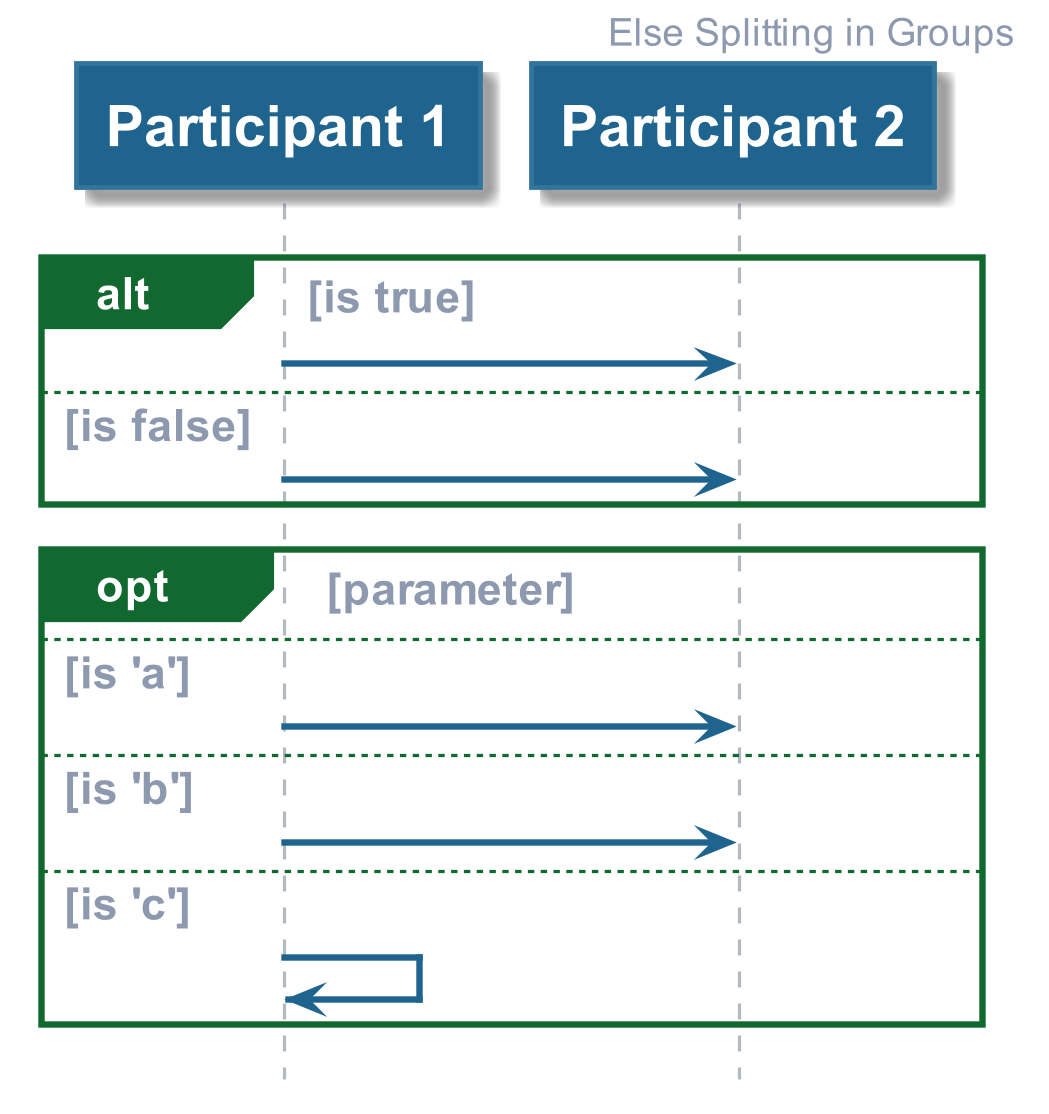 Else Splitting in Groups
Participant 1
Participant 2
alt
[is true]
[is false]
opt
[parameter]
[is 'a']
[is 'b']
[is 'c']